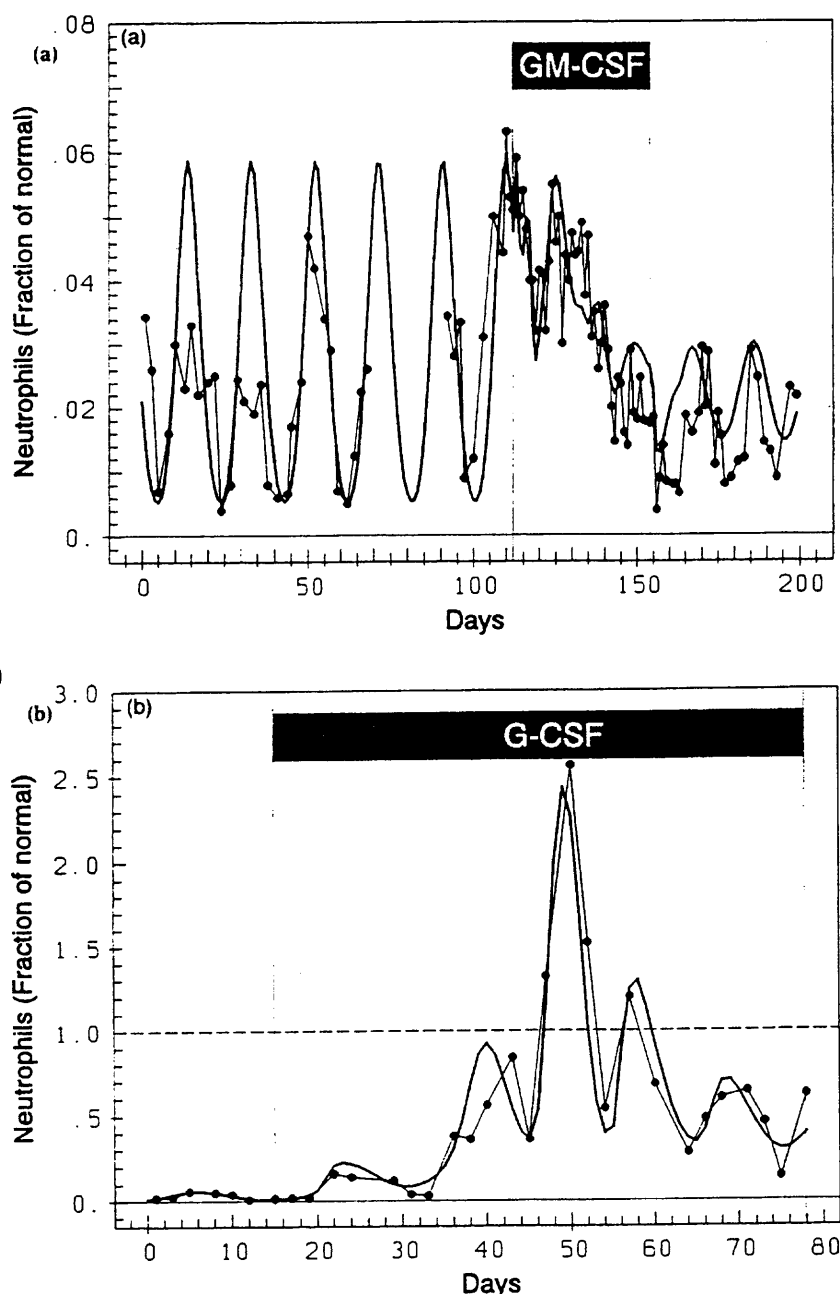 (a)
(a)
GM-CSF
Neutrophils (Fraction of normal)
.08
.06
.04
.02
0.
0 50 100 150 200
Days
(b)
(b)
G-CSF
Neutrophils (Fraction of normal)
3.0
2.5
2.0
1.5
1.0
.5
0.
0 10 20 30 40 50 60 70 80
Days